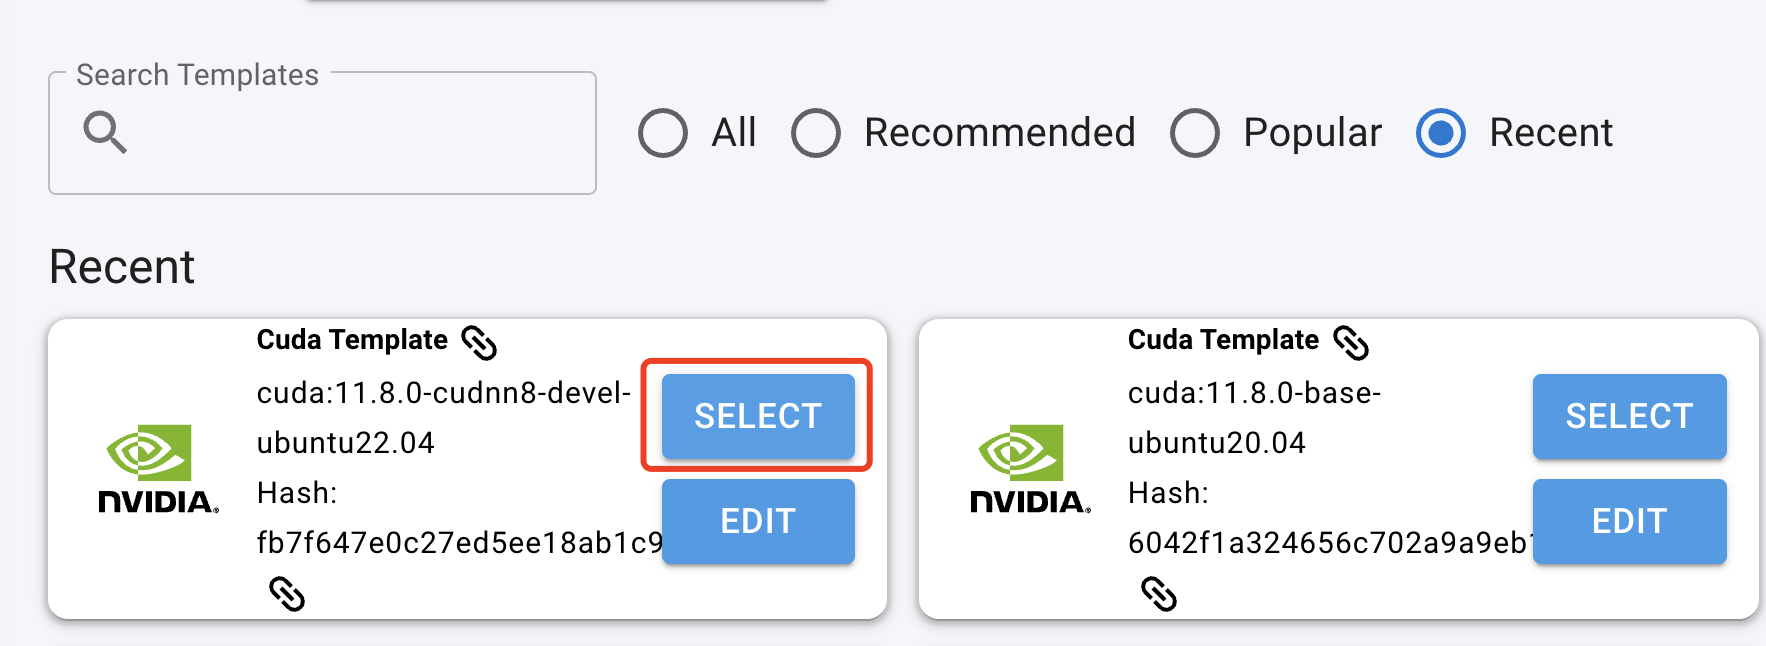 Search Templates
All Recommended Popular Recent
Recent
Cuda Template
cuda:11.8.0-cudnn8-devel-
ubuntu22.04
Hash:
fb7f647e0c27ed5ee18ab1c9
SELECT
EDIT
NVIDIA.
Cuda Template
cuda:11.8.0-base-
ubuntu20.04
Hash:
6042f1a324656c702a9a9eb
SELECT
EDIT
NVIDIA.